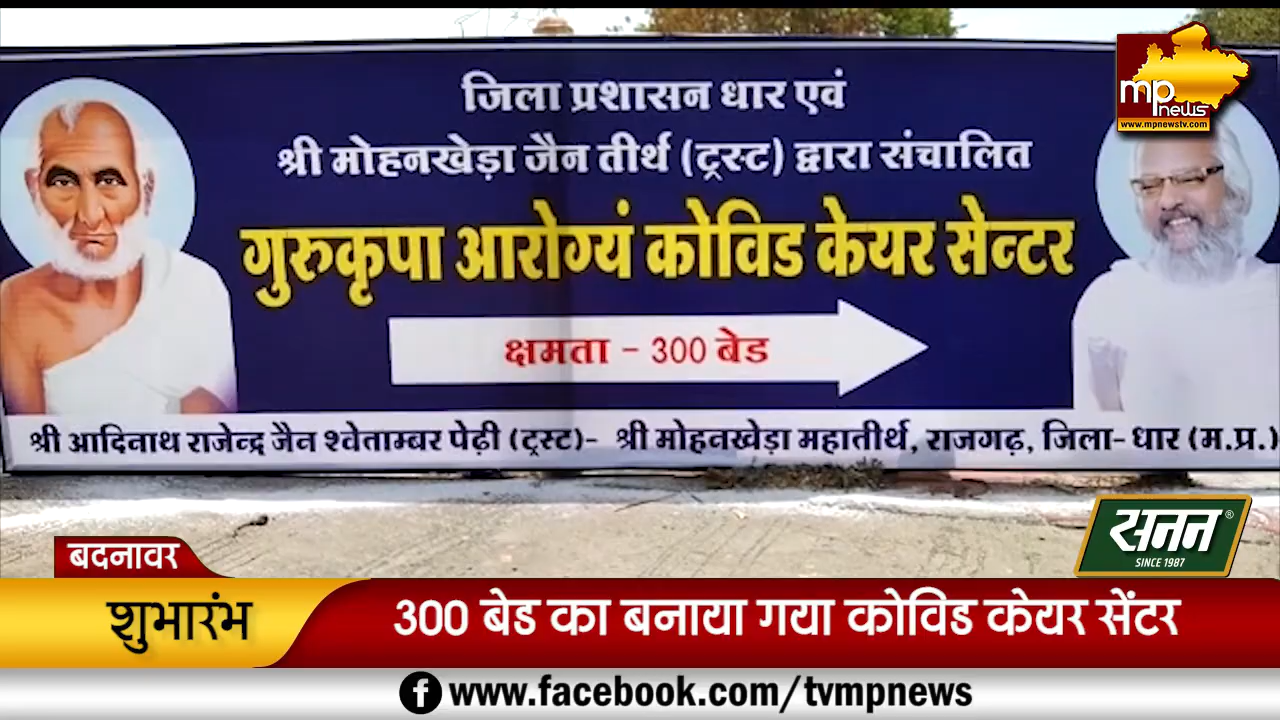 जिला प्रशासन धार एवं
श्री मोहनखेड़ा जैन तीर्थ (ट्रस्ट) द्वारा संचालित
गुरुकृपा आरोग्यं कोविड केयर सेन्टर
क्षमता - 300 बेड
श्री आदिनाथ राजेन्द्र जैन श्वेताम्बर पेढ़ी (ट्रस्ट)- श्री मोहनखेड़ा महातीर्थ, राजगढ़, जिला- धार (म.प्र.)
mp news
www.mpnewstv.com
सनन®
SINCE 1987
बदनावर
शुभारंभ
300 बेड का बनाया गया कोविड केयर सेंटर
www.facebook.com/tvmpnews